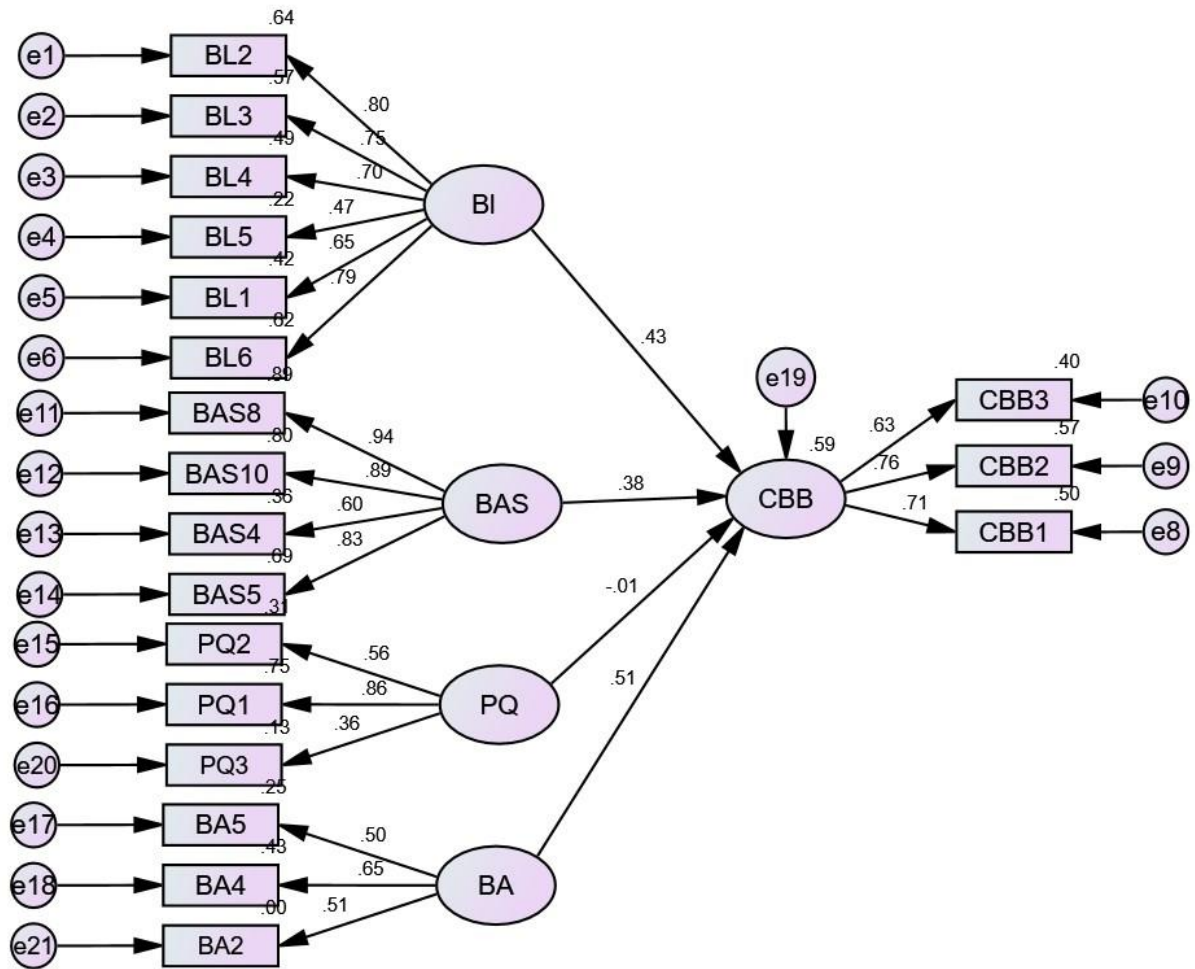 .64
e1 BL2
.57
.80
e2 BL3
.49
.75
e3 BL4
.70
.22
BI
e4 BL5
.47
.42
.65
e5 BL1
.79
.62
e6 BL6
.43
.89
e11 BAS8
.80
.94
e12 BAS10
.89
.36
e13 BAS4
.60
BAS
.38
.69
.83
e14 BAS5
.31
e15 PQ2
.75
.56
e16 PQ1
.86
PQ
-.01
.13
.36
e20 PQ3
.25
e17 BA5
.43
.50
e18 BA4
.65
BA
.51
.00
.51
e21 BA2
e19
.59
CBB
.40
.63
CBB3 e10
.57
.76
CBB2 e9
.50
.71
CBB1 e8